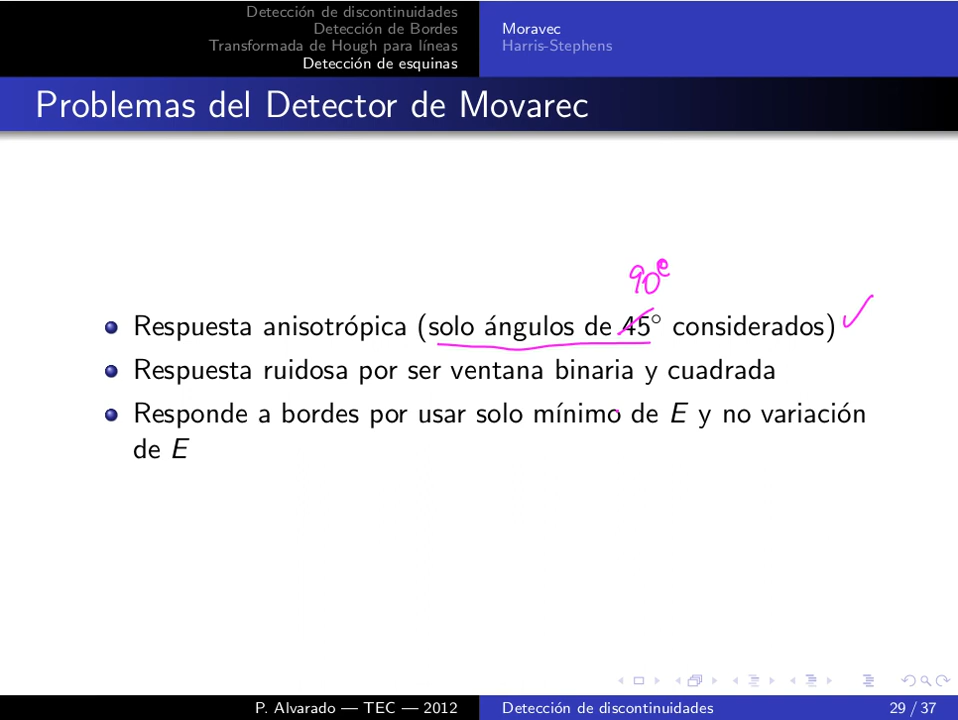 Detección de discontinuidades
Detección de Bordes
Transformada de Hough para líneas
Detección de esquinas
Moravec
Harris-Stephens
Problemas del Detector de Movarec
90°
Respuesta anisotrópica (solo ángulos de 45° considerados)
Respuesta ruidosa por ser ventana binaria y cuadrada
Responde a bordes por usar solo mínimo de E y no variación
de E
P. Alvarado — TEC — 2012
Detección de discontinuidades
29 / 37